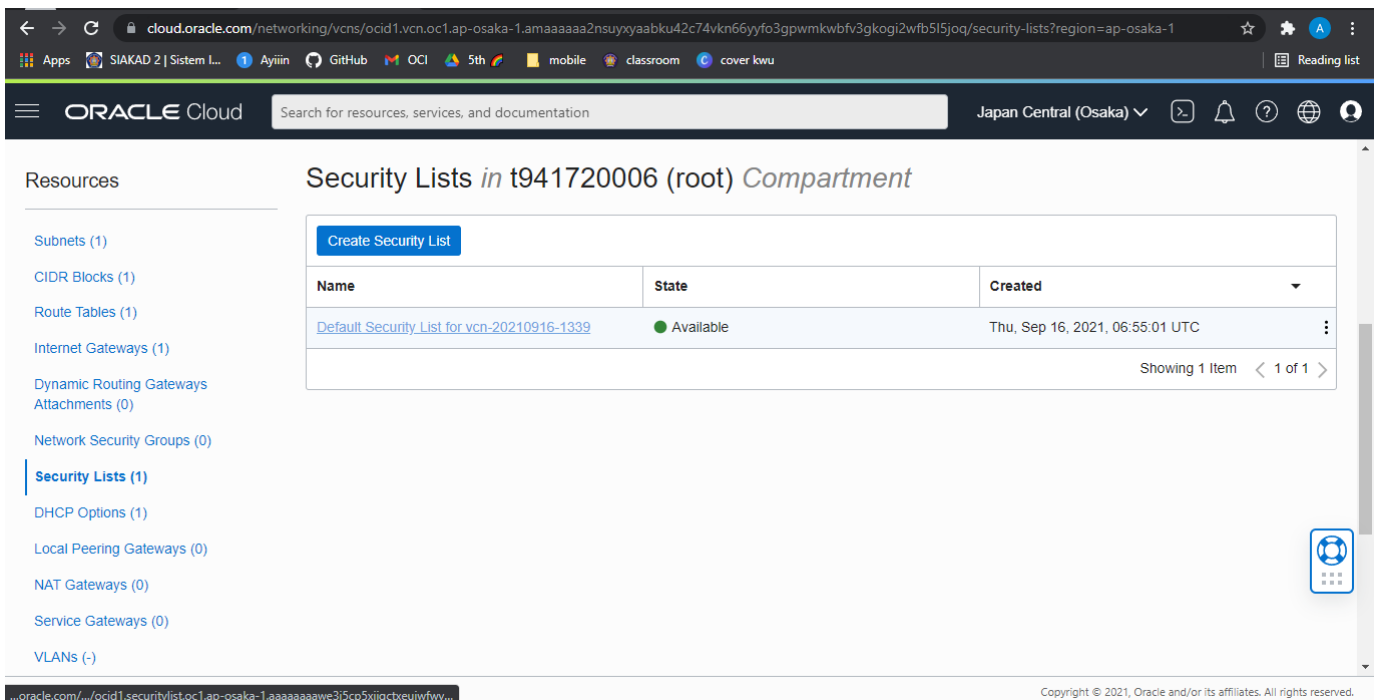 cloud.oracle.com/networking/vcns/ocid1.vcn.oc1.ap-osaka-1.amaaaaaa2nsuyxyaabku42c74vkn66yyfo3gpwmkwbfv3gkogi2wfb5l5joq/security-lists?region=ap-osaka-1 A
Apps SIAKAD 2 | Sistem I... 1 Ayiiin GitHub OCI 5th mobile classroom C cover kwu Reading list
ORACLE Cloud Search for resources, services, and documentation Japan Central (Osaka)
Resources
Subnets (1)
CIDR Blocks (1)
Route Tables (1)
Internet Gateways (1)
Dynamic Routing Gateways
Attachments (0)
Network Security Groups (0)
Security Lists (1)
DHCP Options (1)
Local Peering Gateways (0)
NAT Gateways (0)
Service Gateways (0)
VLANs (-)
Security Lists in t941720006 (root) Compartment
Create Security List
Name State Created
Default Security List for vcn-20210916-1339 Available Thu, Sep 16, 2021, 06:55:01 UTC
Showing 1 Item < 1 of 1 >
Copyright © 2021, Oracle and/or its affiliates. All rights reserved.